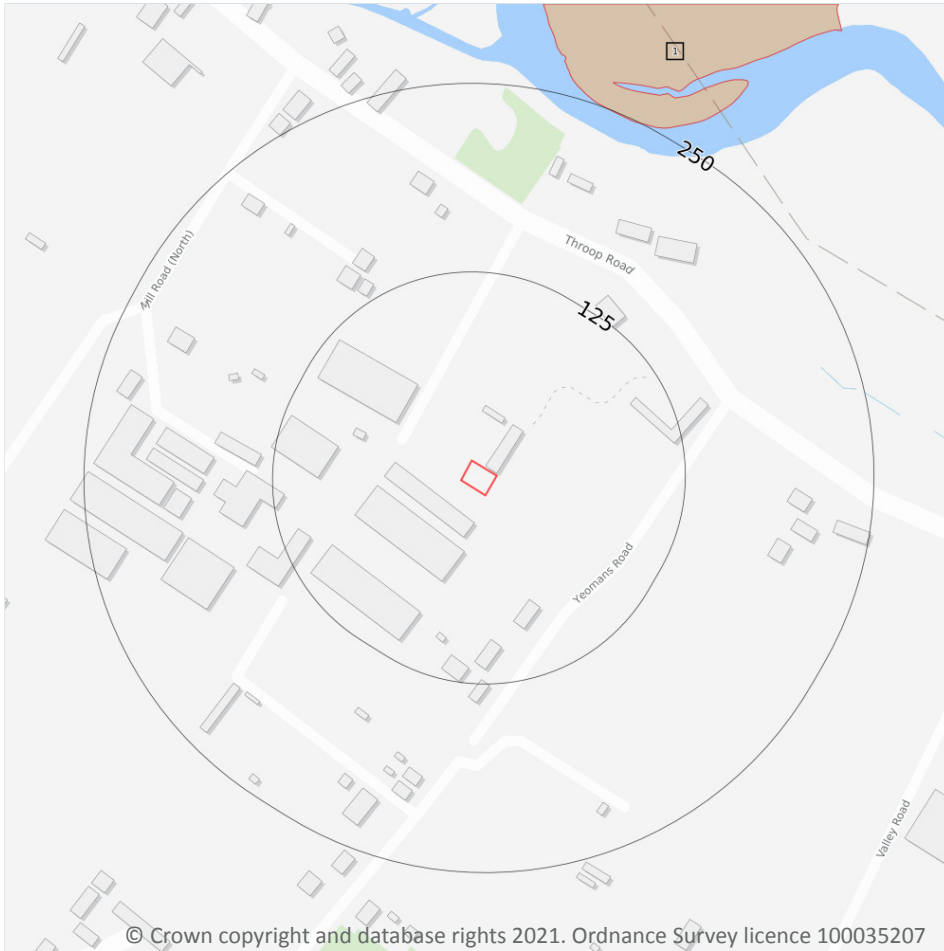 1
250
Throop Road
Mill Road (North)
125
Yeomans Road
Valley Road
© Crown copyright and database rights 2021. Ordnance Survey licence 100035207